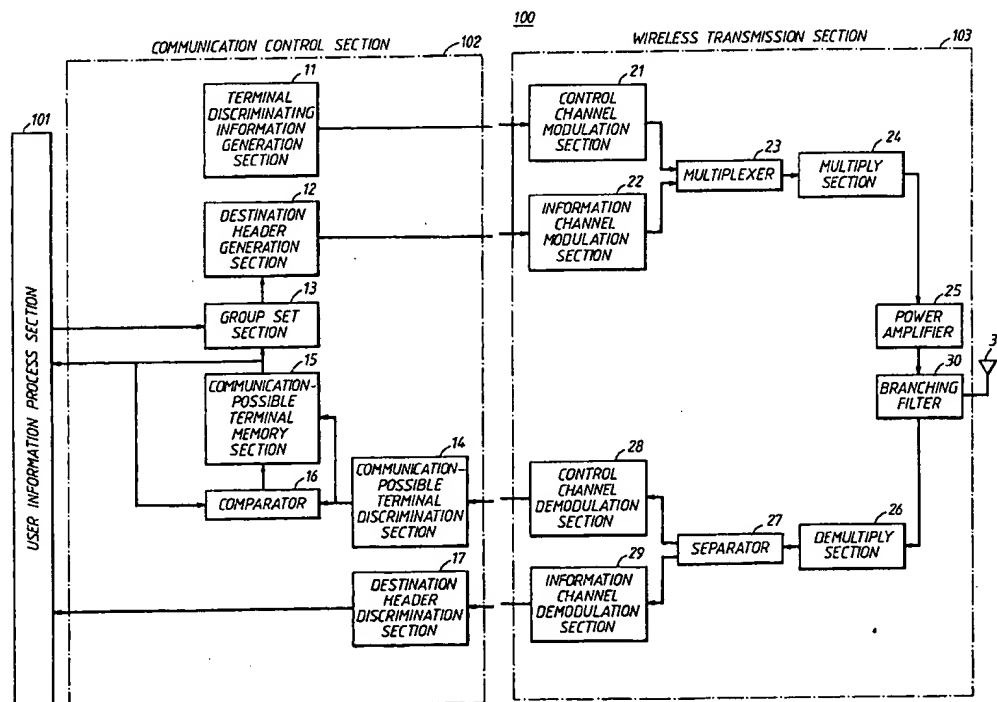 100
COMMUNICATION CONTROL SECTION
102
WIRELESS TRANSMISSION SECTION
103
101
USER INFORMATION PROCESS SECTION
11
TERMINAL
DISCRIMINATING
INFORMATION
GENERATION
SECTION
12
DESTINATION
HEADER
GENERATION
SECTION
13
GROUP SET
SECTION
15
COMMUNICATION-
POSSIBLE
TERMINAL
MEMORY
SECTION
16
COMPARATOR
14
COMMUNICATION-
POSSIBLE
TERMINAL
DISCRIMINATION
SECTION
17
DESTINATION
HEADER
DISCRIMINATION
SECTION
21
CONTROL
CHANNEL
MODULATION
SECTION
22
INFORMATION
CHANNEL
MODULATION
SECTION
23
MULTIPLEXER
24
MULTIPLY
SECTION
25
POWER
AMPLIFIER
3
30
BRANCHING
FILTER
28
CONTROL
CHANNEL
DEMODULATION
SECTION
27
SEPARATOR
26
DEMULTIPLY
SECTION
29
INFORMATION
CHANNEL
DEMODULATION
SECTION